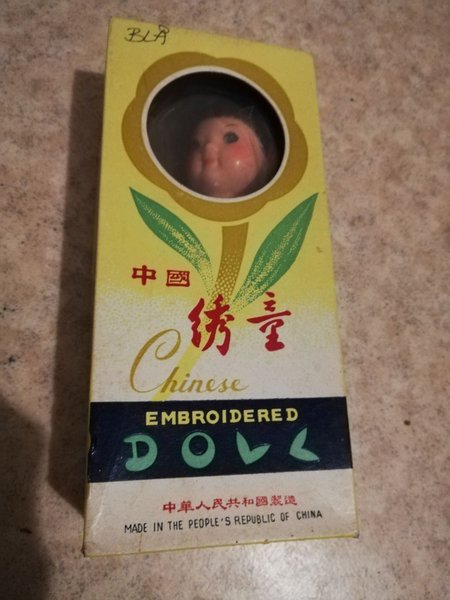 BLÅ
中國
绣童
Chinese
EMBROIDERED
DOLL
中華人民共和國製造
MADE IN THE PEOPLE'S REPUBLIC OF CHINA